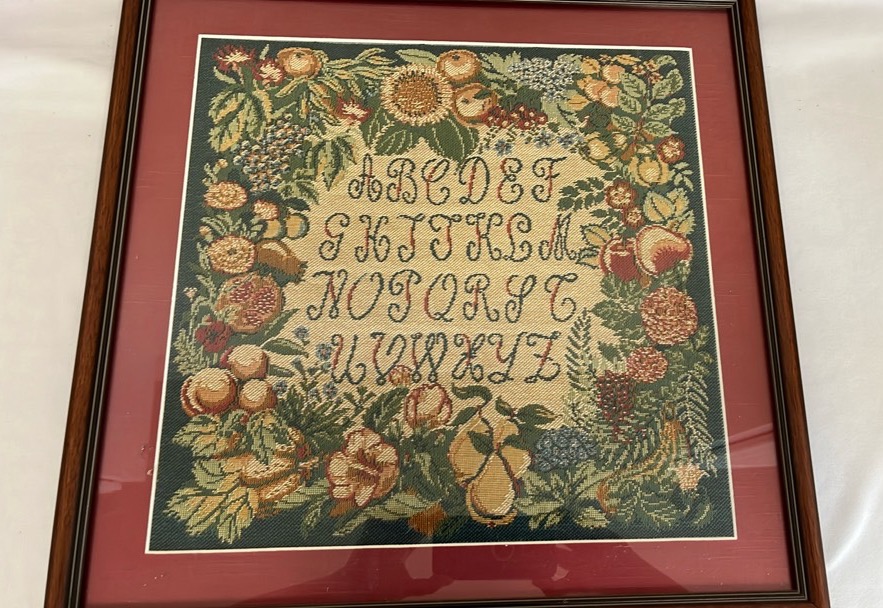 ABCDEF
GHIJKLM
NOPQRST
UVWXYZ